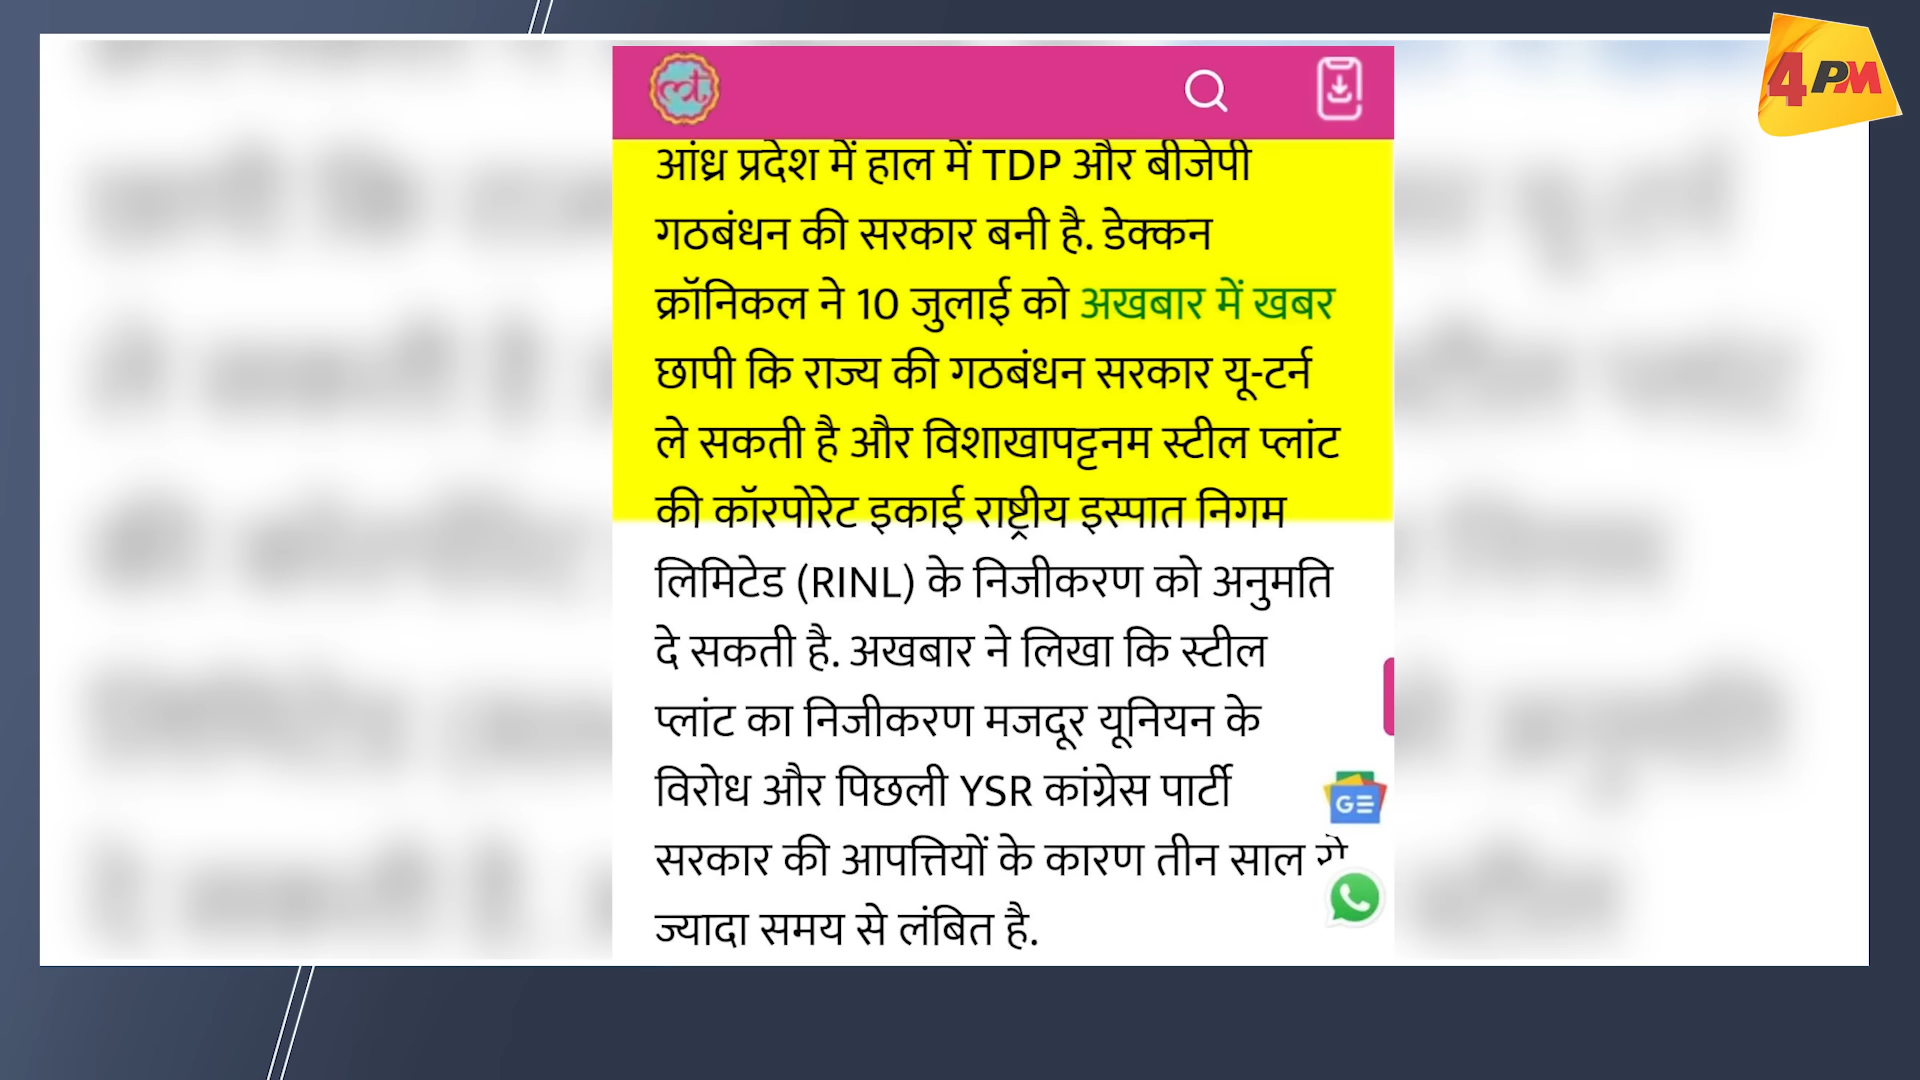 4PM
आंध्र प्रदेश में हाल में TDP और बीजेपी
गठबंधन की सरकार बनी है. डेक्कन
क्रॉनिकल ने 10 जुलाई को अखबार में खबर
छापी कि राज्य की गठबंधन सरकार यू-टर्न
ले सकती है और विशाखापट्टनम स्टील प्लांट
की कॉरपोरेट इकाई राष्ट्रीय इस्पात निगम
लिमिटेड (RINL) के निजीकरण को अनुमति
दे सकती है. अखबार ने लिखा कि स्टील
प्लांट का निजीकरण मजदूर यूनियन के
विरोध और पिछली YSR कांग्रेस पार्टी
सरकार की आपत्तियों के कारण तीन साल से
ज्यादा समय से लंबित है.